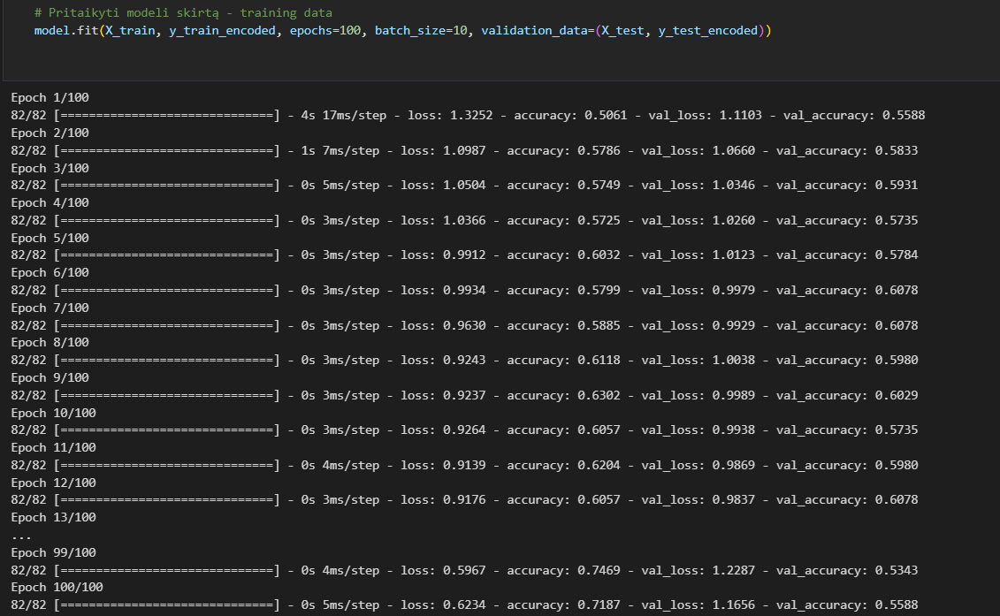 # Pritaikyti modeli skirtą - training data
model.fit(X_train, y_train_encoded, epochs=100, batch_size=10, validation_data=(X_test, y_test_encoded))
Epoch 1/100
82/82 [==============================] - 4s 17ms/step - loss: 1.3252 - accuracy: 0.5061 - val_loss: 1.1103 - val_accuracy: 0.5588
Epoch 2/100
82/82 [==============================] - 1s 7ms/step - loss: 1.0987 - accuracy: 0.5786 - val_loss: 1.0660 - val_accuracy: 0.5833
Epoch 3/100
82/82 [==============================] - 0s 5ms/step - loss: 1.0504 - accuracy: 0.5749 - val_loss: 1.0346 - val_accuracy: 0.5931
Epoch 4/100
82/82 [==============================] - 0s 3ms/step - loss: 1.0366 - accuracy: 0.5725 - val_loss: 1.0260 - val_accuracy: 0.5735
Epoch 5/100
82/82 [==============================] - 0s 3ms/step - loss: 0.9912 - accuracy: 0.6032 - val_loss: 1.0123 - val_accuracy: 0.5784
Epoch 6/100
82/82 [==============================] - 0s 3ms/step - loss: 0.9934 - accuracy: 0.5799 - val_loss: 0.9979 - val_accuracy: 0.6078
Epoch 7/100
82/82 [==============================] - 0s 3ms/step - loss: 0.9630 - accuracy: 0.5885 - val_loss: 0.9929 - val_accuracy: 0.6078
Epoch 8/100
82/82 [==============================] - 0s 3ms/step - loss: 0.9243 - accuracy: 0.6118 - val_loss: 1.0038 - val_accuracy: 0.5980
Epoch 9/100
82/82 [==============================] - 0s 3ms/step - loss: 0.9237 - accuracy: 0.6302 - val_loss: 0.9989 - val_accuracy: 0.6029
Epoch 10/100
82/82 [==============================] - 0s 3ms/step - loss: 0.9264 - accuracy: 0.6057 - val_loss: 0.9938 - val_accuracy: 0.5735
Epoch 11/100
82/82 [==============================] - 0s 4ms/step - loss: 0.9139 - accuracy: 0.6204 - val_loss: 0.9869 - val_accuracy: 0.5980
Epoch 12/100
82/82 [==============================] - 0s 3ms/step - loss: 0.9176 - accuracy: 0.6057 - val_loss: 0.9837 - val_accuracy: 0.6078
Epoch 13/100
...
Epoch 99/100
82/82 [==============================] - 0s 4ms/step - loss: 0.5967 - accuracy: 0.7469 - val_loss: 1.2287 - val_accuracy: 0.5343
Epoch 100/100
82/82 [==============================] - 0s 5ms/step - loss: 0.6234 - accuracy: 0.7187 - val_loss: 1.1656 - val_accuracy: 0.5588